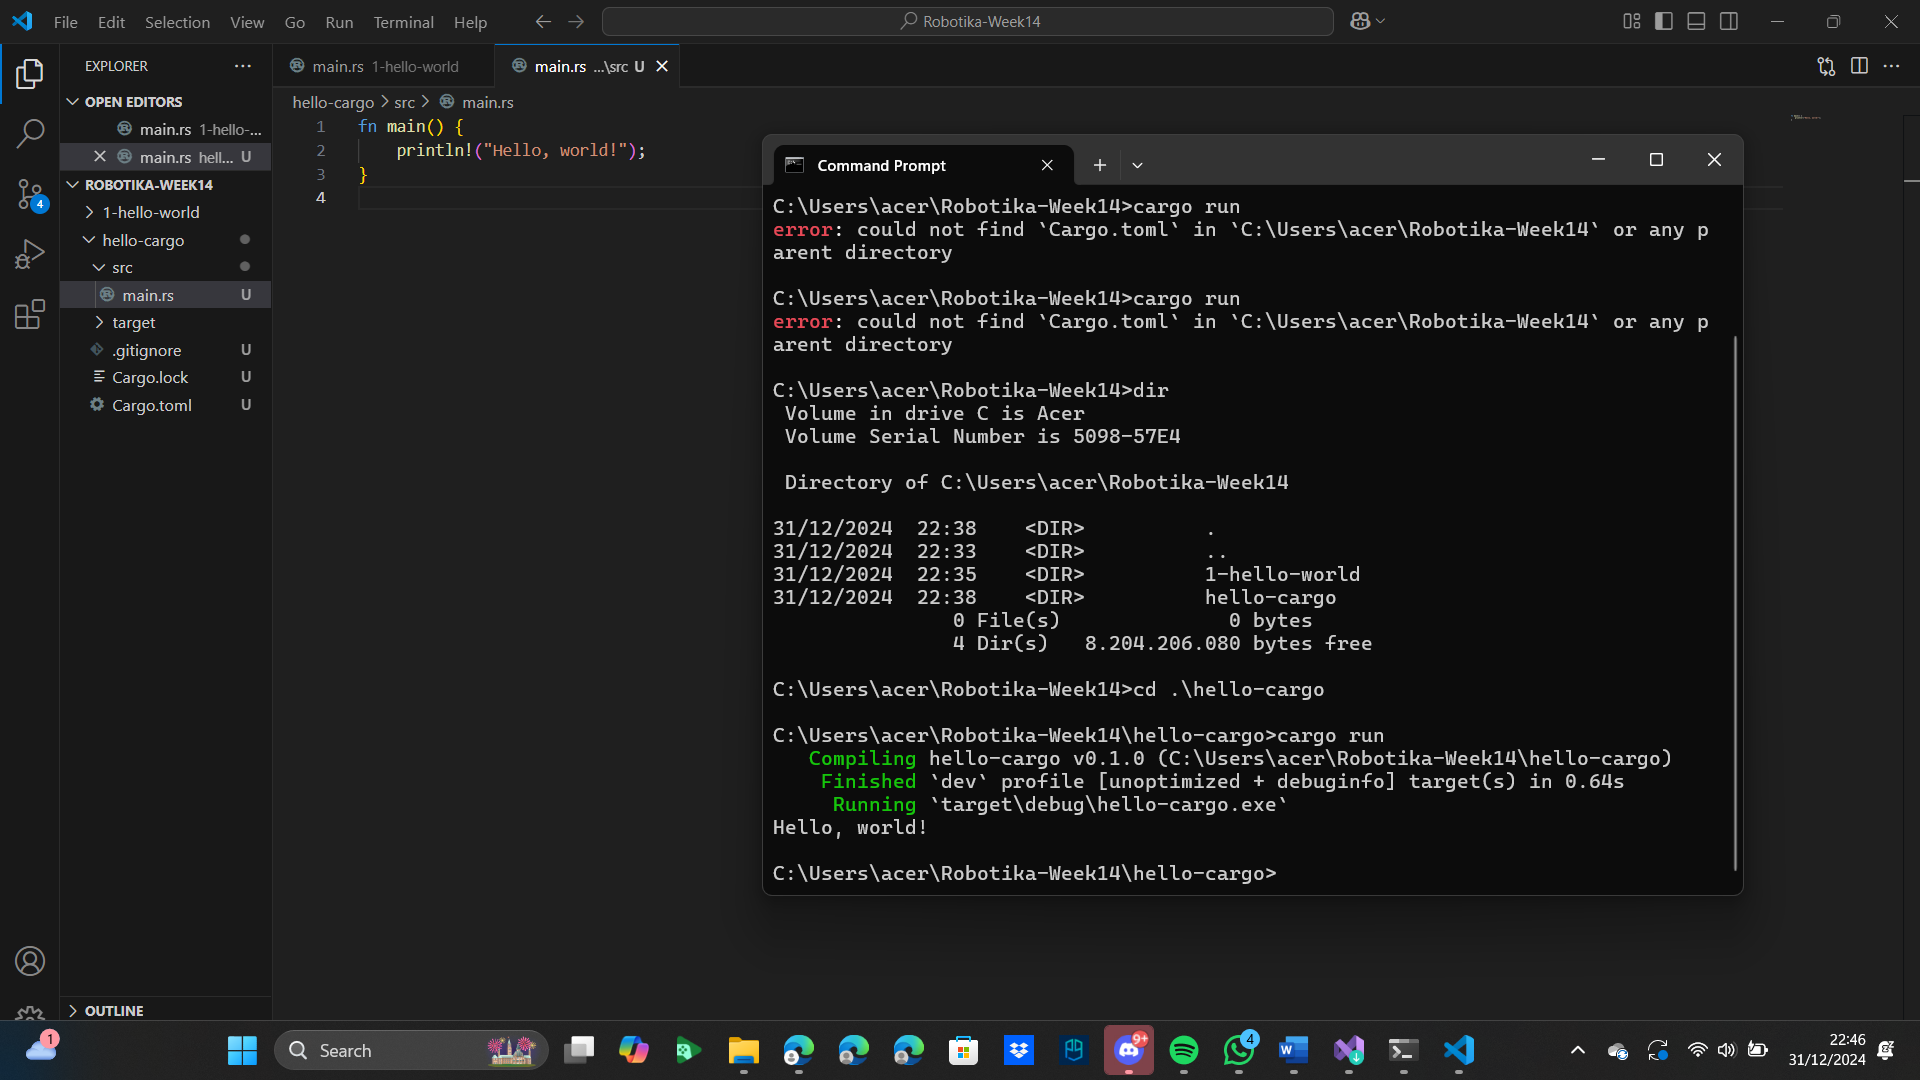 File Edit Selection View Go Run Terminal Help
Robotika-Week14
EXPLORER
OPEN EDITORS
main.rs 1-hello-...
main.rs hell... U
ROBOTIKA-WEEK14
1-hello-world
hello-cargo
src
main.rs U
target
.gitignore U
Cargo.lock U
Cargo.toml U
OUTLINE
4
main.rs 1-hello-world
main.rs ...\src U
hello-cargo > src > main.rs
1 fn main() {
2 println!("Hello, world!");
3 }
4
Command Prompt
C:\Users\acer\Robotika-Week14>cargo run
error: could not find `Cargo.toml` in `C:\Users\acer\Robotika-Week14` or any p
arent directory
C:\Users\acer\Robotika-Week14>cargo run
error: could not find `Cargo.toml` in `C:\Users\acer\Robotika-Week14` or any p
arent directory
C:\Users\acer\Robotika-Week14>dir
Volume in drive C is Acer
Volume Serial Number is 5098-57E4
Directory of C:\Users\acer\Robotika-Week14
31/12/2024 22:38 <DIR> .
31/12/2024 22:33 <DIR> ..
31/12/2024 22:35 <DIR> 1-hello-world
31/12/2024 22:38 <DIR> hello-cargo
0 File(s) 0 bytes
4 Dir(s) 8.204.206.080 bytes free
C:\Users\acer\Robotika-Week14>cd .\hello-cargo
C:\Users\acer\Robotika-Week14\hello-cargo>cargo run
Compiling hello-cargo v0.1.0 (C:\Users\acer\Robotika-Week14\hello-cargo)
Finished `dev` profile [unoptimized + debuginfo] target(s) in 0.64s
Running `target\debug\hello-cargo.exe`
Hello, world!
C:\Users\acer\Robotika-Week14\hello-cargo>
1
Search
9+
4
22:46
31/12/2024